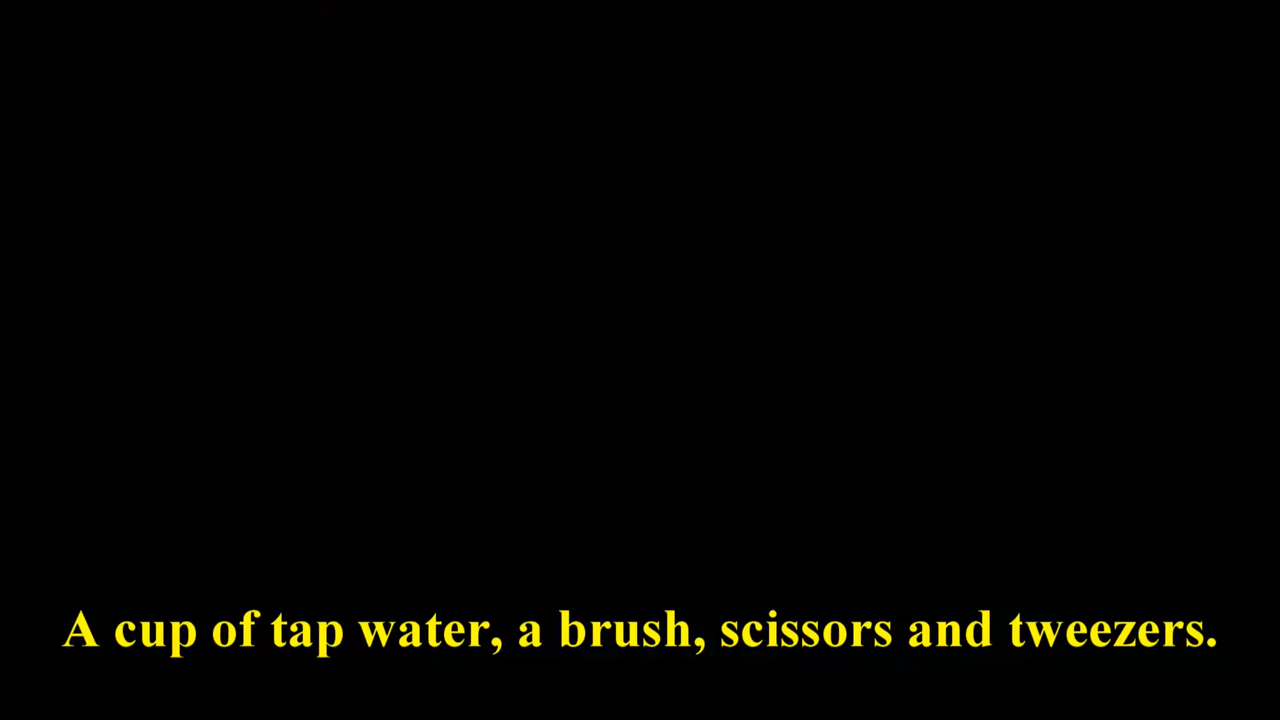 A cup of tap water, a brush, scissors and tweezers.